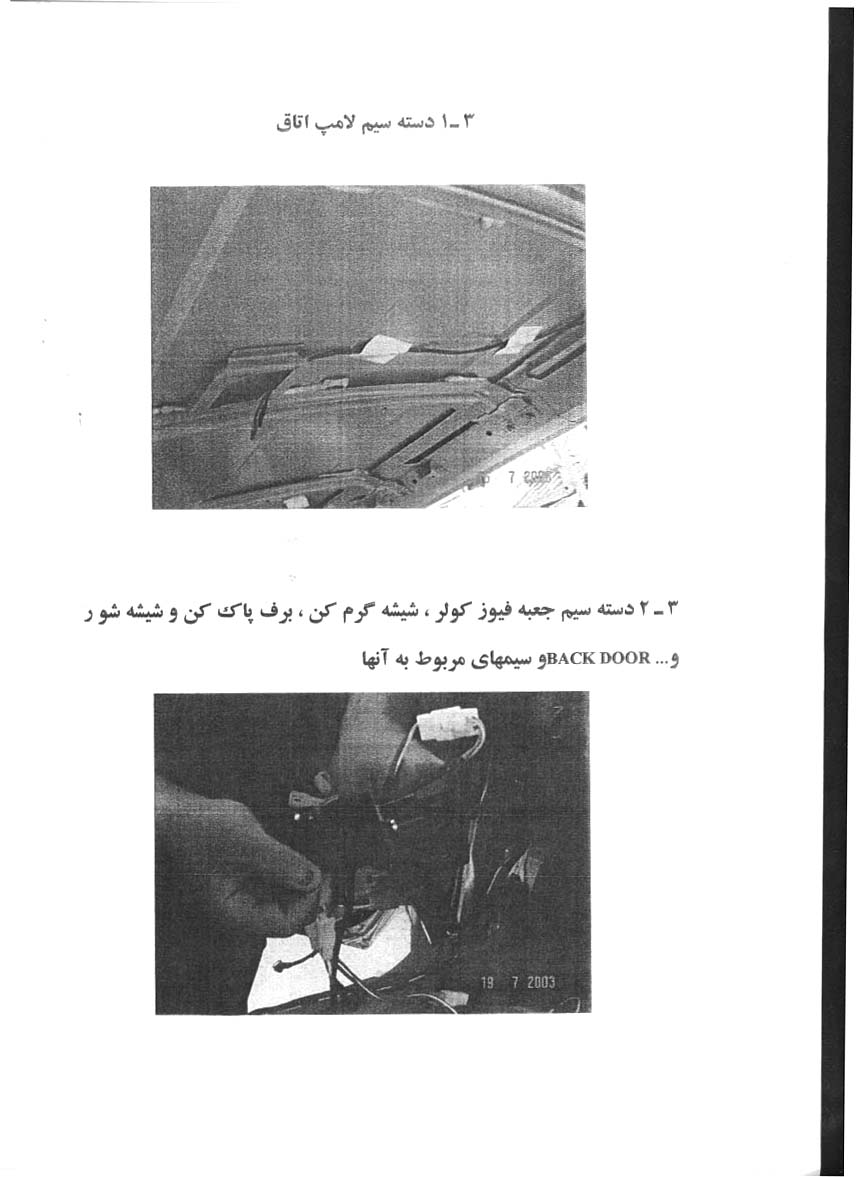 ۳ ـ ۱ دسته سیم لامپ اتاق
7 2003
۳ ـ ۲ دسته سیم جعبه فیوز کولر ، شیشه گرم کن ، برف پاک کن و شیشه شو ر
و... BACK DOORو سیمهای مربوط به آنها
19 7 2003